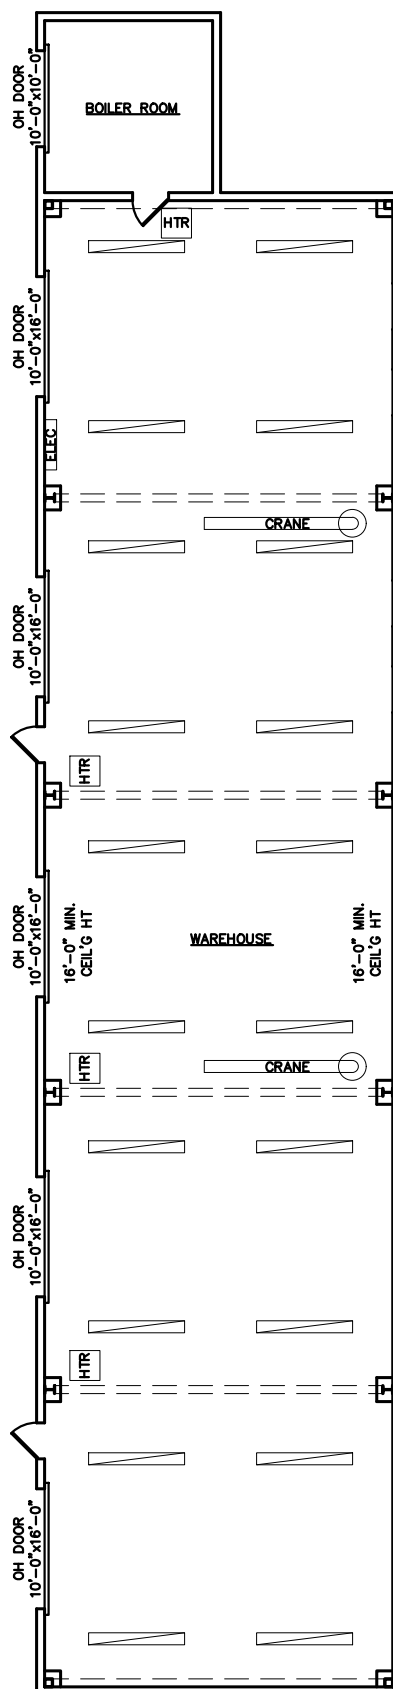 OH DOOR
10'-0"x10'-0"
BOILER ROOM
HTR
OH DOOR
10'-0"x16'-0"
ELEC
CRANE
OH DOOR
10'-0"x16'-0"
HTR
OH DOOR
10'-0"x16'-0"
16'-0" MIN.
CEIL'G HT
WAREHOUSE
16'-0" MIN.
CEIL'G HT
HTR
CRANE
OH DOOR
10'-0"x16'-0"
HTR
OH DOOR
10'-0"x16'-0"